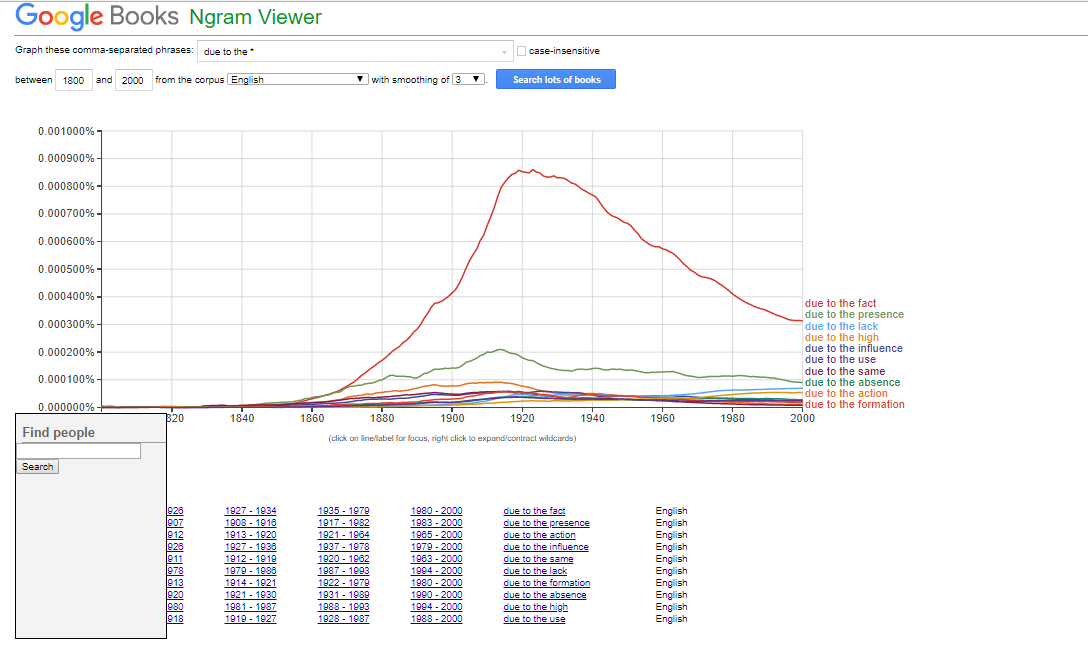 Google Books Ngram Viewer
Graph these comma-separated phrases: due to the * case-insensitive
between 1800 and 2000 from the corpus English with smoothing of 3 . Search lots of books
0.001000%
0.000900%
0.000800%
0.000700%
0.000600%
0.000500%
0.000400%
0.000300%
0.000200%
0.000100%
0.000000%
due to the fact
due to the presence
due to the lack
due to the high
due to the influence
due to the use
due to the same
due to the absence
due to the action
due to the formation
820 1840 1860 1880 1900 1920 1940 1960 1980 2000
(click on line/label for focus, right click to expand/contract wildcards)
Find people
Search
926 1927 - 1934 1935 - 1979 1980 - 2000 due to the fact English
907 1908 - 1916 1917 - 1982 1983 - 2000 due to the presence English
912 1913 - 1920 1921 - 1964 1965 - 2000 due to the action English
926 1927 - 1936 1937 - 1978 1979 - 2000 due to the influence English
911 1912 - 1919 1920 - 1962 1963 - 2000 due to the same English
978 1979 - 1986 1987 - 1993 1994 - 2000 due to the lack English
913 1914 - 1921 1922 - 1979 1980 - 2000 due to the formation English
920 1921 - 1930 1931 - 1989 1990 - 2000 due to the absence English
980 1981 - 1987 1988 - 1993 1994 - 2000 due to the high English
918 1919 - 1927 1928 - 1987 1988 - 2000 due to the use English